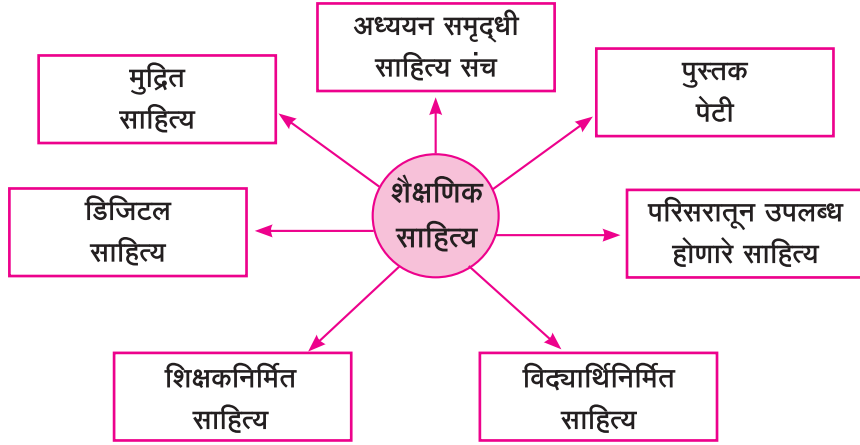 अध्ययन समृद्धी
साहित्य संच
मुद्रित
साहित्य
पुस्तक
पेटी
शैक्षणिक
साहित्य
डिजिटल
साहित्य
परिसरातून उपलब्ध
होणारे साहित्य
शिक्षकनिर्मित
साहित्य
विद्यार्थिनिर्मित
साहित्य